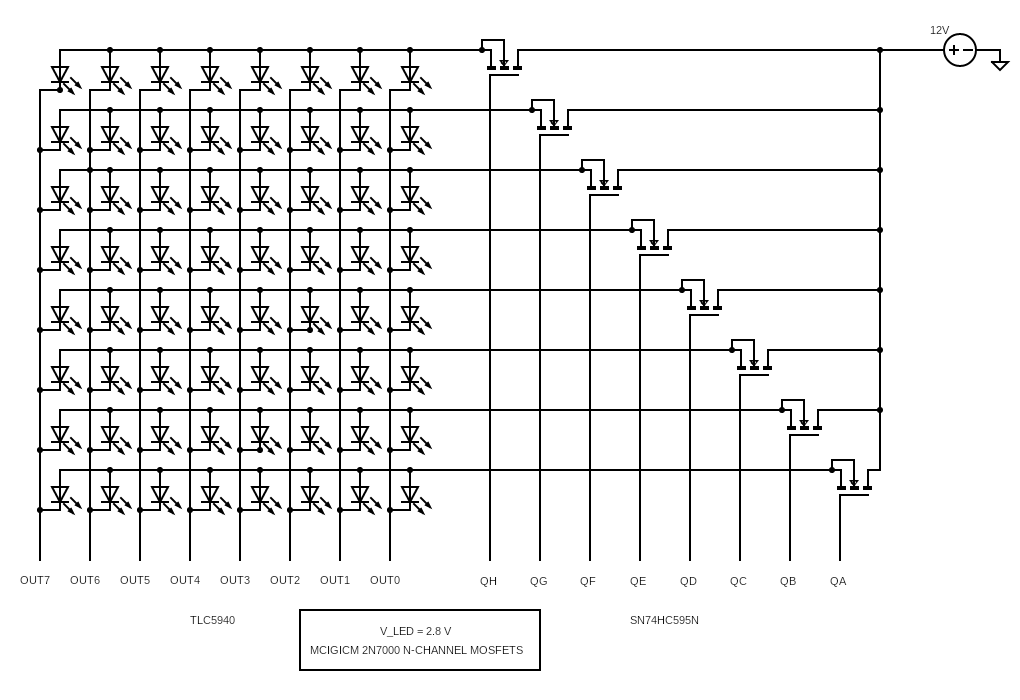 12V
OUT7 OUT6 OUT5 OUT4 OUT3 OUT2 OUT1 OUT0 QH QG QF QE QD QC QB QA
TLC5940 SN74HC595N
V_LED = 2.8 V
MCIGICM 2N7000 N-CHANNEL MOSFETS